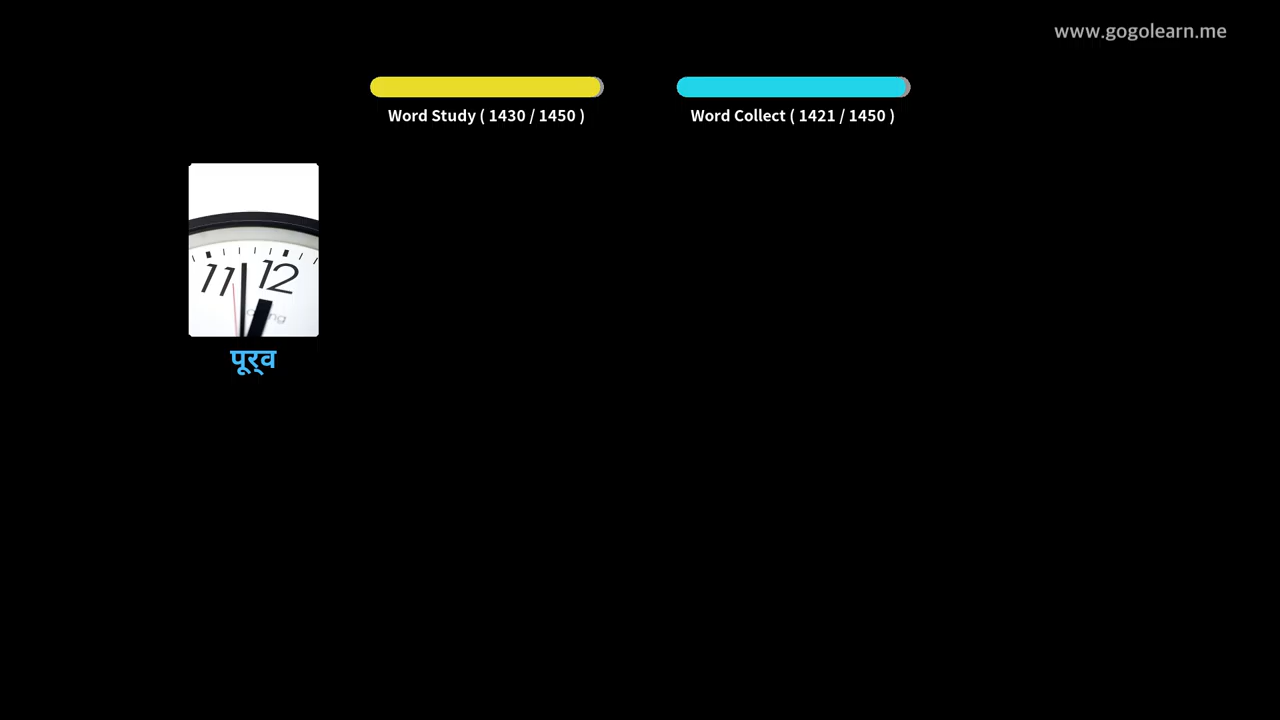 www.gogolearn.me
Word Study ( 1430 / 1450 )
Word Collect ( 1421 / 1450 )
11 12
पूर्‌व